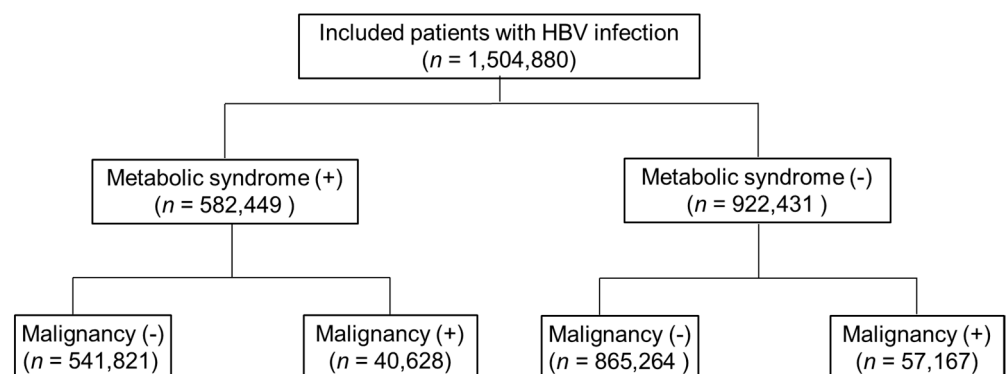 Included patients with HBV infection
(n = 1,504,880)
Metabolic syndrome (+)
(n = 582,449 )
Metabolic syndrome (-)
(n = 922,431 )
Malignancy (-)
(n = 541,821)
Malignancy (+)
(n = 40,628)
Malignancy (-)
(n = 865,264 )
Malignancy (+)
(n = 57,167)